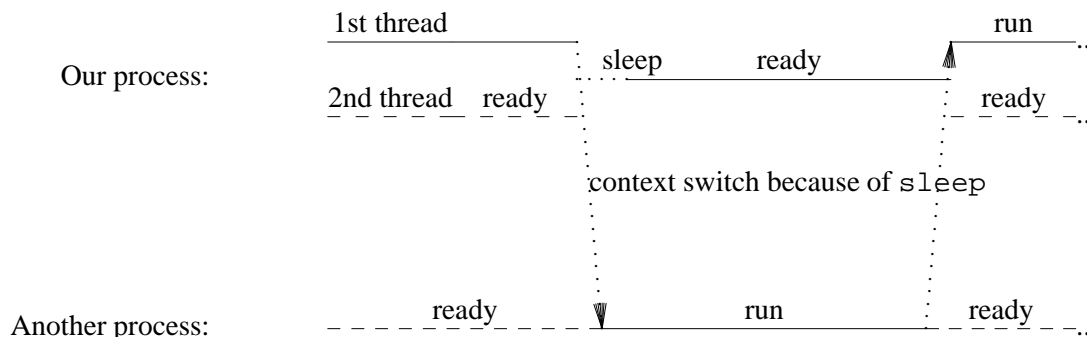 1st thread
run
Our process:
sleep
ready
2nd thread
ready
ready
context switch because of sleep
ready
run
ready
Another process: